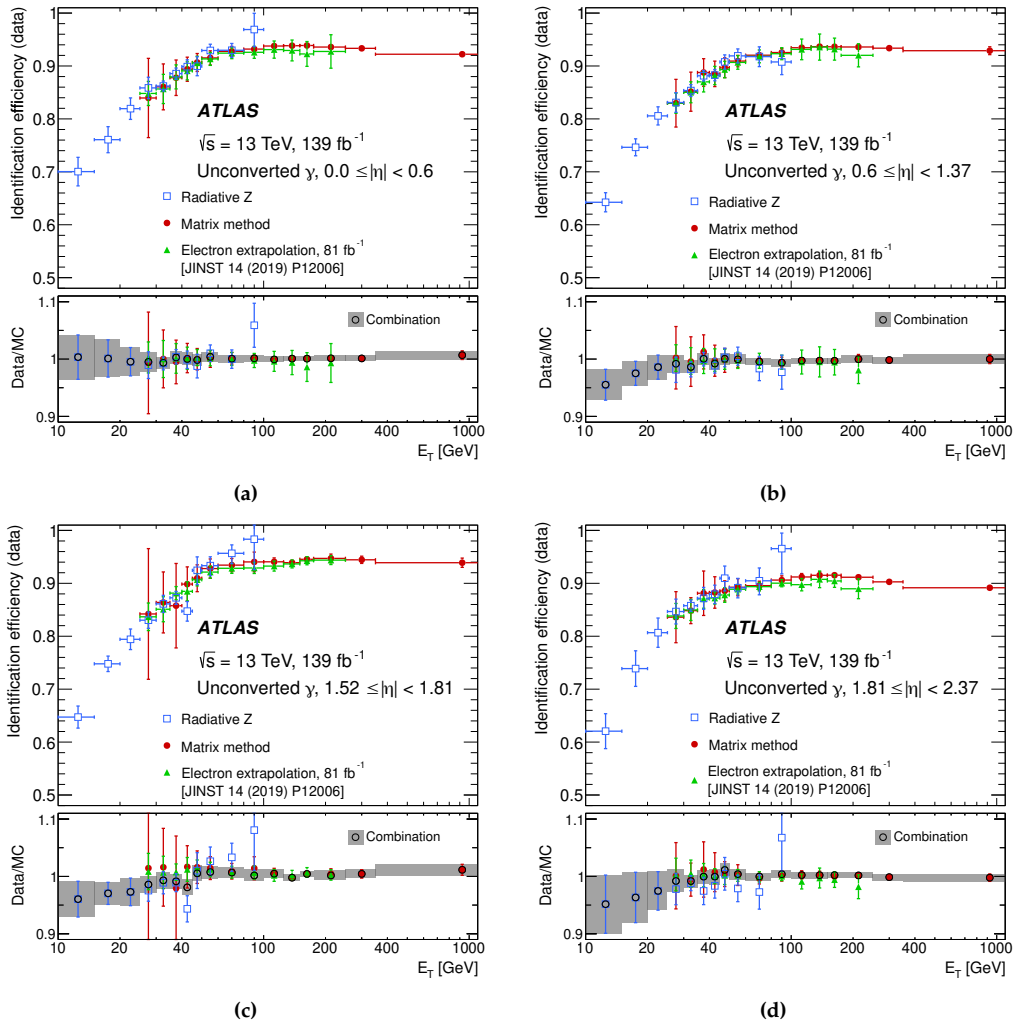 Identification efficiency (data)
1
0.9
0.8
0.7
0.6
0.5
ATLAS
√s = 13 TeV, 139 fb⁻¹
Unconverted γ, 0.0 ≤|η| < 0.6
Radiative Z
Matrix method
Electron extrapolation, 81 fb⁻¹
[JINST 14 (2019) P12006]
Data/MC
1.1
1
0.9
Combination
10 20 40 100 200 400 1000
E_T [GeV]
(a)
Identification efficiency (data)
1
0.9
0.8
0.7
0.6
0.5
ATLAS
√s = 13 TeV, 139 fb⁻¹
Unconverted γ, 0.6 ≤|η| < 1.37
Radiative Z
Matrix method
Electron extrapolation, 81 fb⁻¹
[JINST 14 (2019) P12006]
Data/MC
1.1
1
0.9
Combination
10 20 40 100 200 400 1000
E_T [GeV]
(b)
Identification efficiency (data)
1
0.9
0.8
0.7
0.6
0.5
ATLAS
√s = 13 TeV, 139 fb⁻¹
Unconverted γ, 1.52 ≤|η| < 1.81
Radiative Z
Matrix method
Electron extrapolation, 81 fb⁻¹
[JINST 14 (2019) P12006]
Data/MC
1.1
1
0.9
Combination
10 20 40 100 200 400 1000
E_T [GeV]
(c)
Identification efficiency (data)
1
0.9
0.8
0.7
0.6
0.5
ATLAS
√s = 13 TeV, 139 fb⁻¹
Unconverted γ, 1.81 ≤|η| < 2.37
Radiative Z
Matrix method
Electron extrapolation, 81 fb⁻¹
[JINST 14 (2019) P12006]
Data/MC
1.1
1
0.9
Combination
10 20 40 100 200 400 1000
E_T [GeV]
(d)